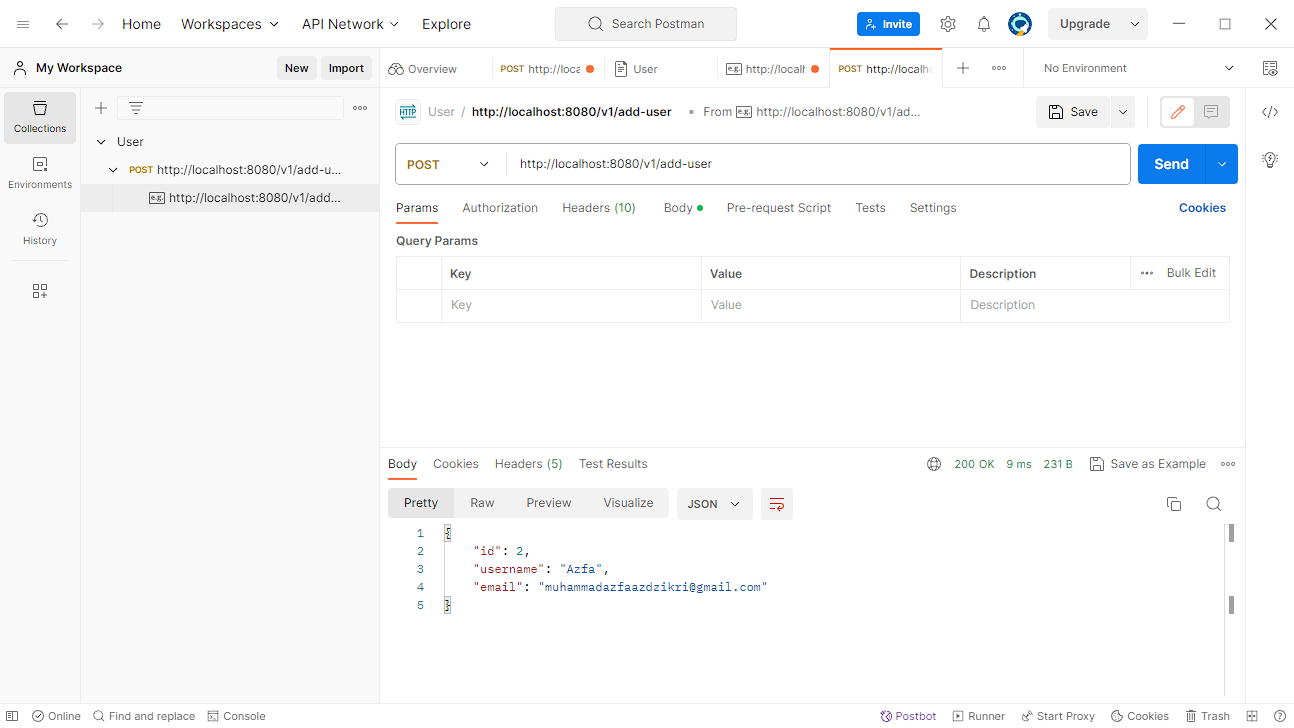 Home Workspaces API Network Explore Search Postman Invite Upgrade
My Workspace New Import Overview POST http://loca User e.g. http://localh POST http://localh No Environment
Collections
Environments
History
User
POST http://localhost:8080/v1/add-u...
e.g. http://localhost:8080/v1/add...
HTTP User / http://localhost:8080/v1/add-user From e.g. http://localhost:8080/v1/ad... Save
POST http://localhost:8080/v1/add-user Send
Params Authorization Headers (10) Body Pre-request Script Tests Settings Cookies
Query Params
Key Value Description Bulk Edit
Key Value Description
Body Cookies Headers (5) Test Results 200 OK 9 ms 231 B Save as Example
Pretty Raw Preview Visualize JSON
1 {
2 "id": 2,
3 "username": "Azfa",
4 "email": "muhammadazfaazdzikri@gmail.com"
5 }
Online Find and replace Console Postbot Runner Start Proxy Cookies Trash